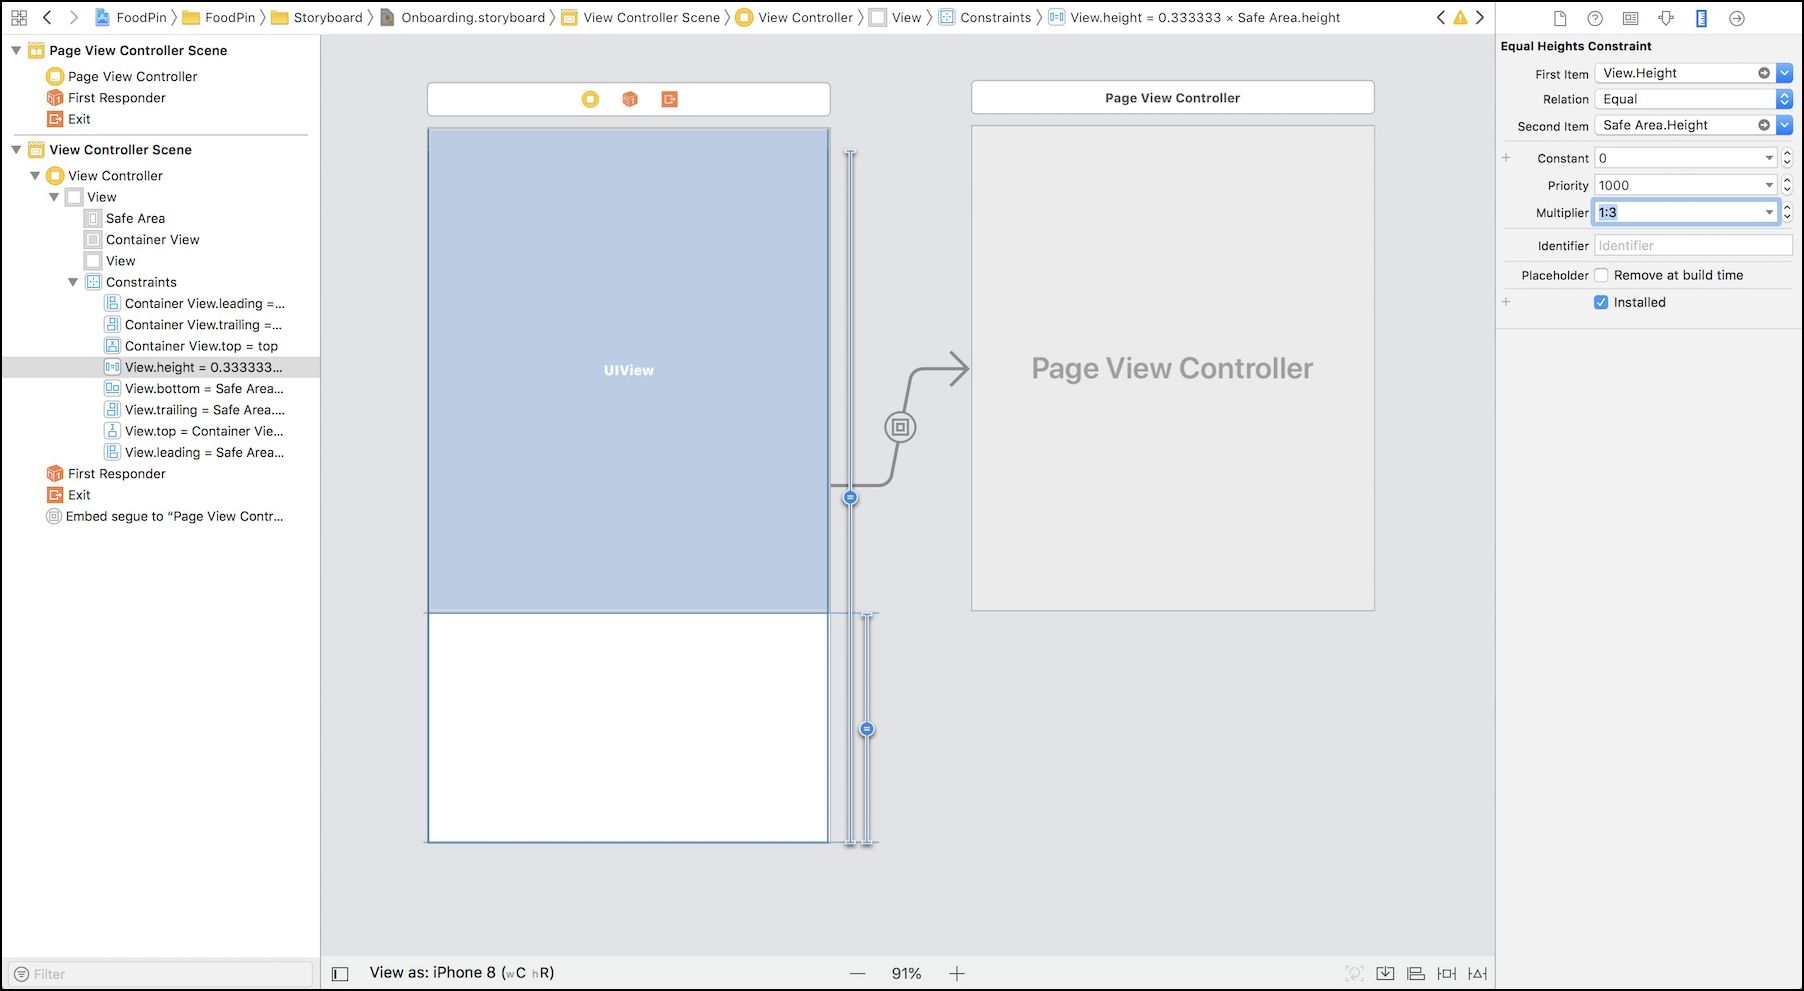 FoodPin
FoodPin
Storyboard
Onboarding.storyboard
View Controller Scene
View Controller
View
Constraints
View.height = 0.333333 × Safe Area.height
Page View Controller Scene
Page View Controller
First Responder
Exit
View Controller Scene
View Controller
View
Safe Area
Container View
View
Constraints
Container View.leading =...
Container View.trailing =...
Container View.top = top
View.height = 0.333333...
View.bottom = Safe Area...
View.trailing = Safe Area....
View.top = Container Vie...
View.leading = Safe Area...
First Responder
Exit
Embed segue to “Page View Contr...
Filter
UIView
Page View Controller
Page View Controller
View as: iPhone 8 (wC hR)
91%
Equal Heights Constraint
First Item View.Height
Relation Equal
Second Item Safe Area.Height
Constant 0
Priority 1000
Multiplier 1:3
Identifier Identifier
Placeholder Remove at build time
Installed